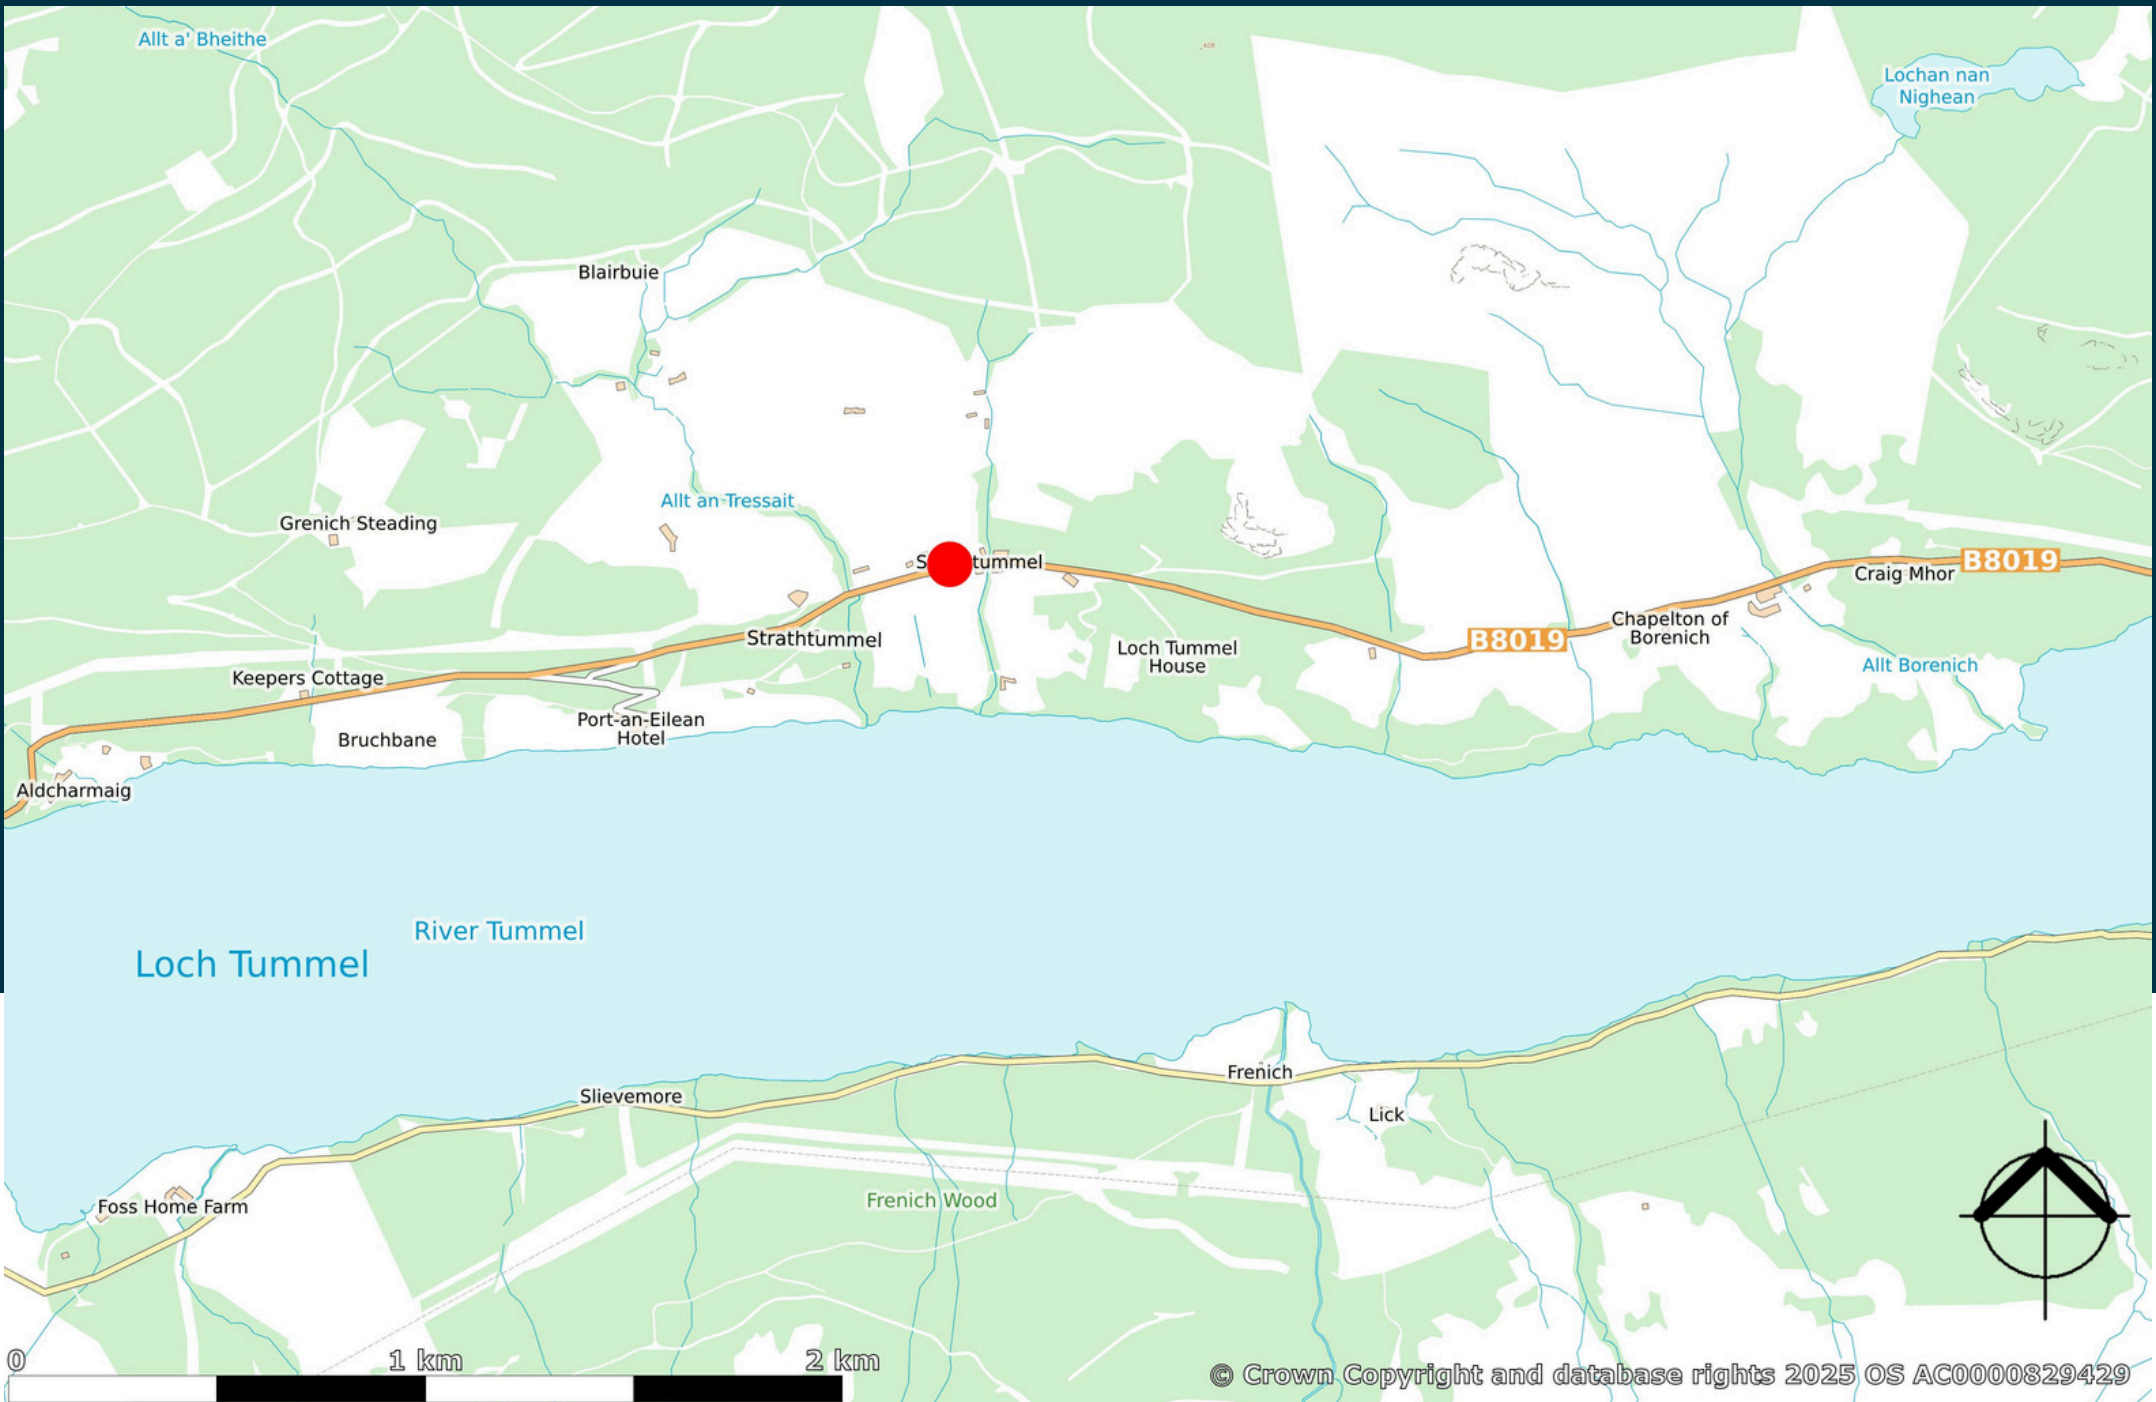 Allt a' Bheithe
408
Lochan nan
Nighean
Blairbuie
Allt an Tressait
Grenich Steading
S tummel
B8019
Craig Mhor
Chapelton of
Borenich
B8019
Strathtummel
Loch Tummel
House
Allt Borenich
Keepers Cottage
Port-an-Eilean
Hotel
Bruchbane
Aldcharmaig
River Tummel
Loch Tummel
Frenich
Slievemore
Lick
Frenich Wood
Foss Home Farm
0 1 km 2 km
© Crown Copyright and database rights 2025 OS AC0000829429